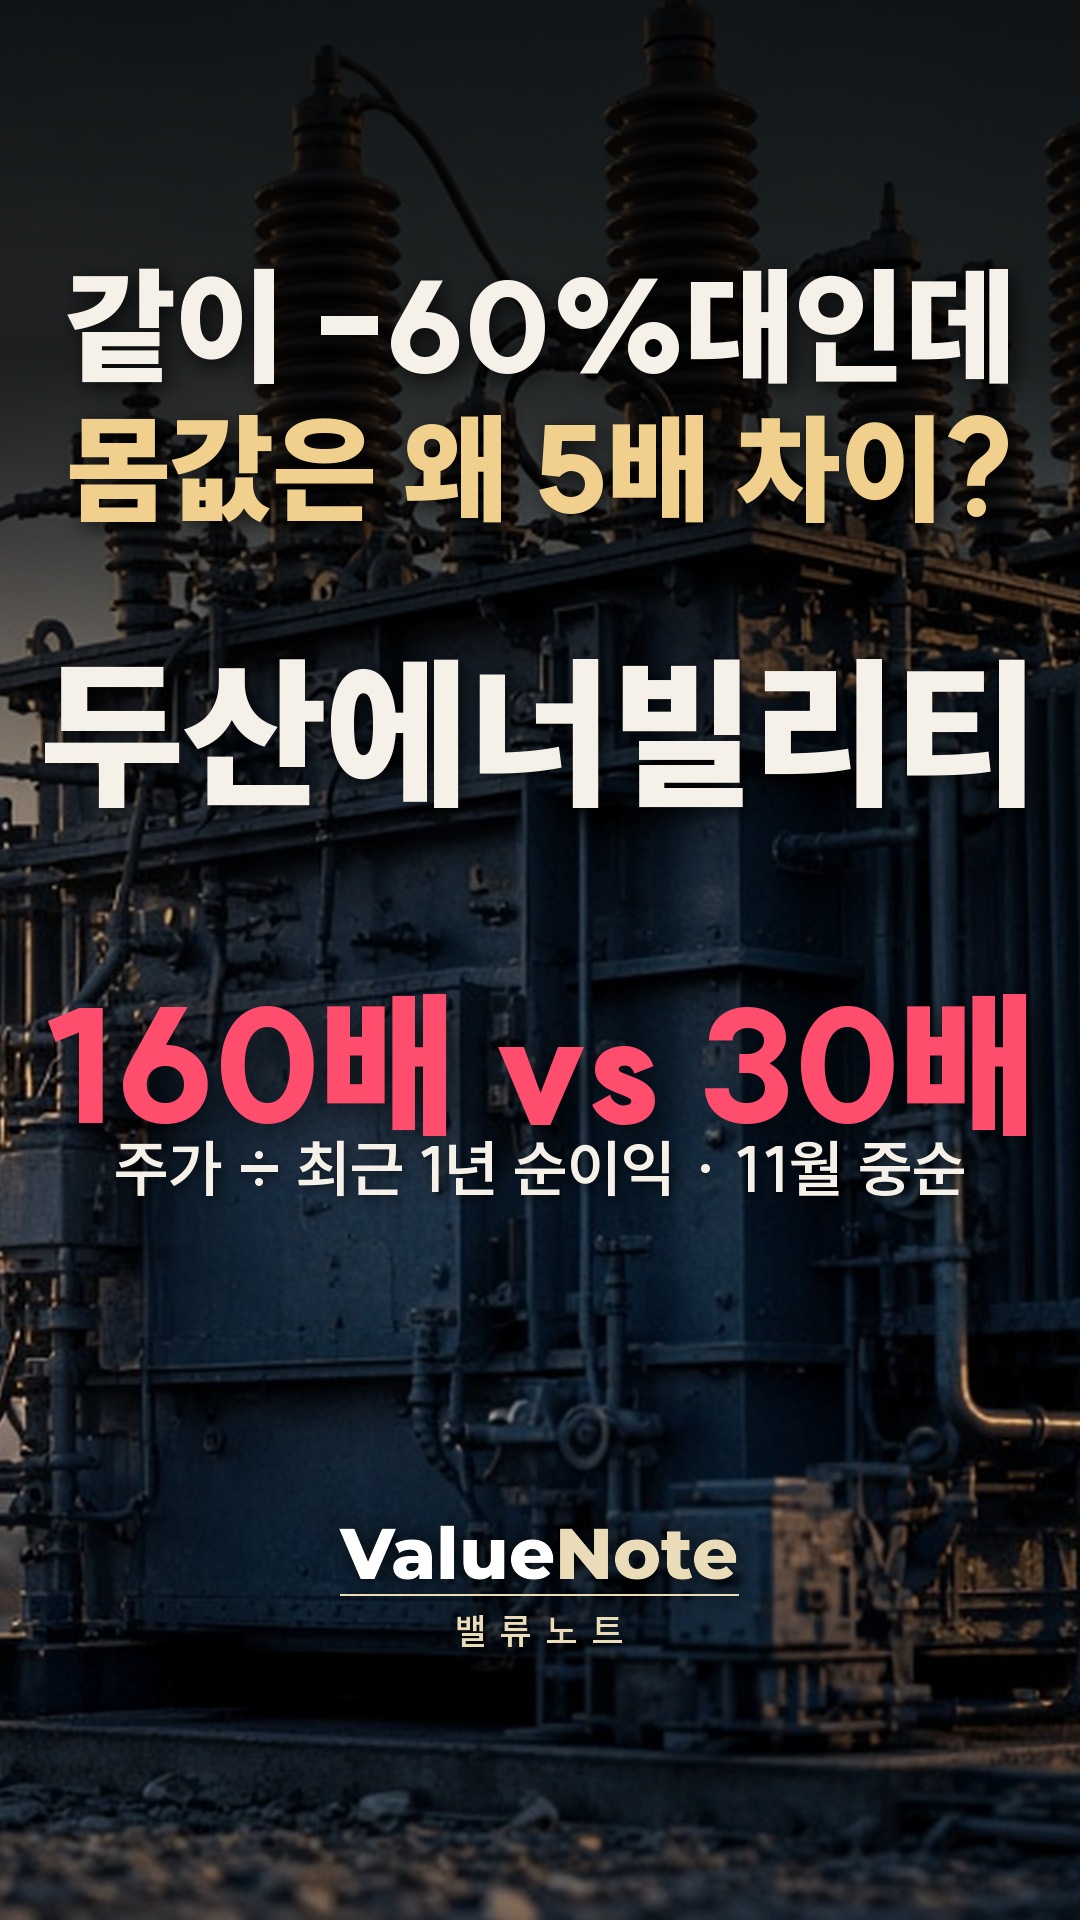 같이 -60%대인데
몸값은 왜 5배 차이?
두산에너빌리티
160배 vs 30배
주가 ÷ 최근 1년 순이익 · 11월 중순
ValueNote
밸류노트